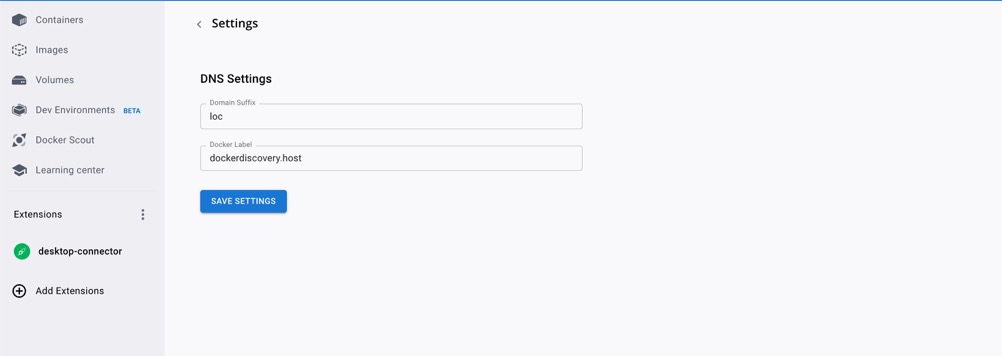 Containers
Images
Volumes
Dev Environments BETA
Docker Scout
Learning center
Extensions
desktop-connector
Add Extensions
Settings
DNS Settings
Domain Suffix
loc
Docker Label
dockerdiscovery.host
SAVE SETTINGS